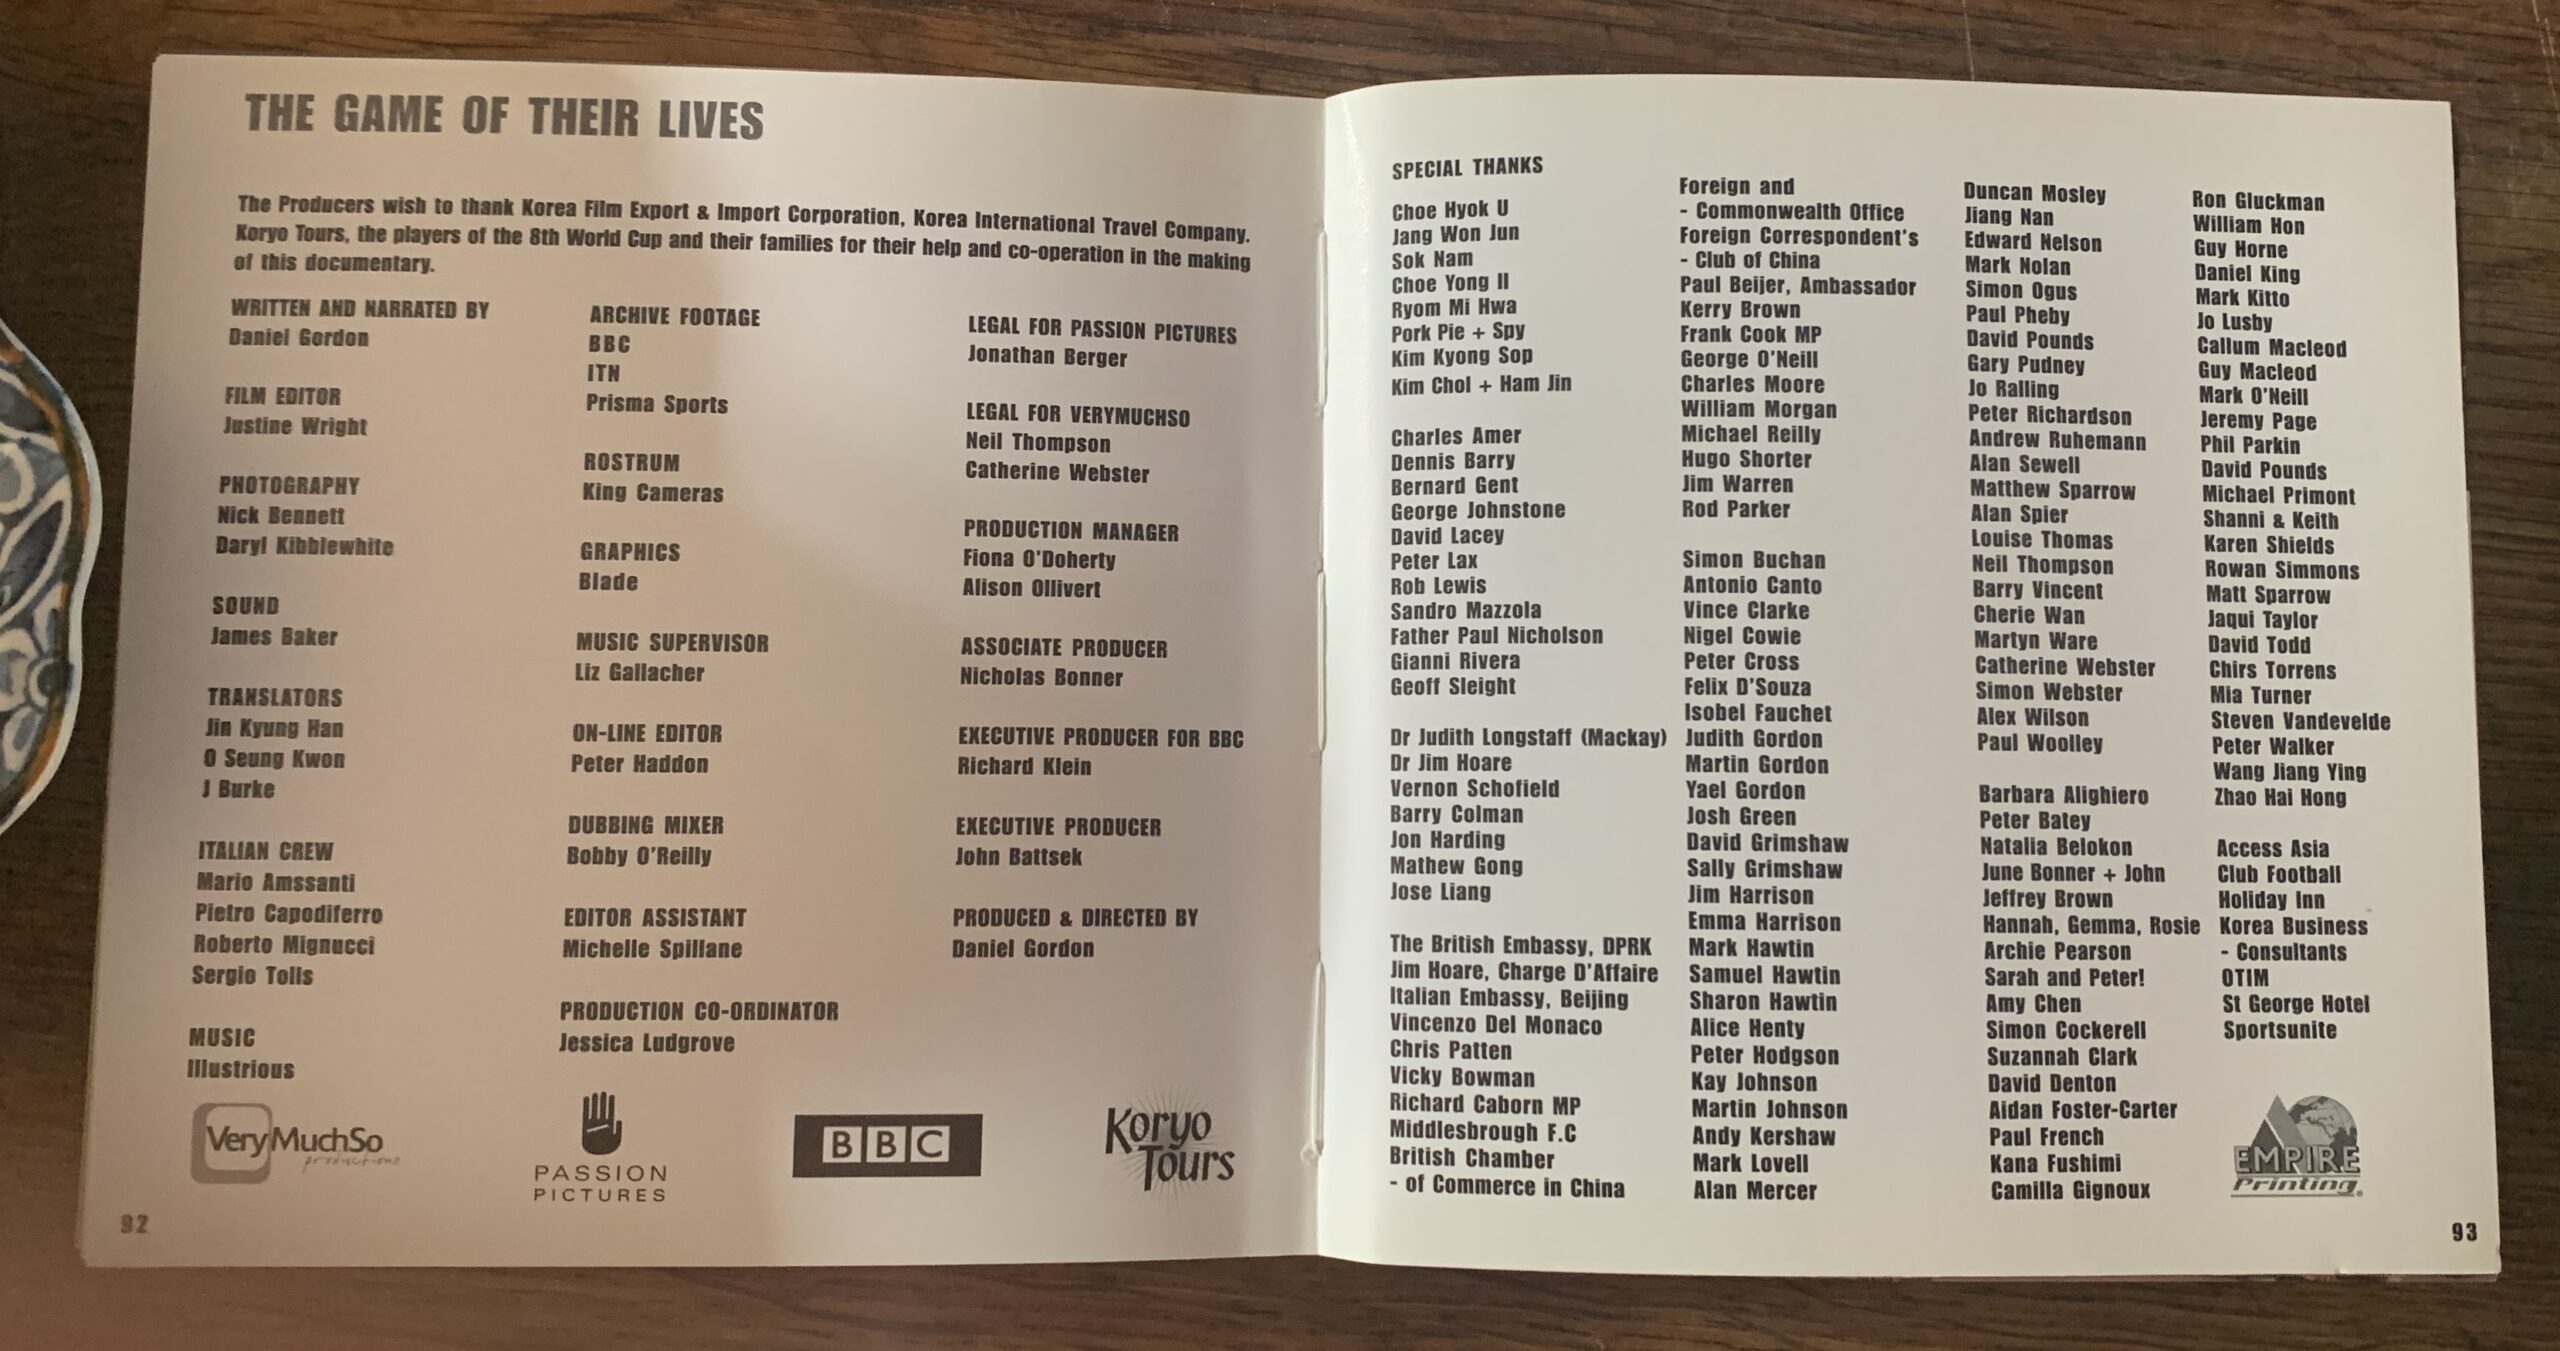 THE GAME OF THEIR LIVES
The Producers wish to thank Korea Film Export & Import Corporation, Korea International Travel Company.
Koryo Tours, the players of the 8th World Cup and their families for their help and co-operation in the making
of this documentary.
WRITTEN AND NARRATED BY
Daniel Gordon
FILM EDITOR
Justine Wright
PHOTOGRAPHY
Nick Bennett
Daryl Kibblewhite
SOUND
James Baker
TRANSLATORS
Jin Kyung Han
O Seung Kwon
J Burke
ITALIAN CREW
Mario Amssanti
Pietro Capodiferro
Roberto Mignucci
Sergio Tolls
MUSIC
Illustrious
ARCHIVE FOOTAGE
BBC
ITN
Prisma Sports
ROSTRUM
King Cameras
GRAPHICS
Blade
MUSIC SUPERVISOR
Liz Gallacher
ON-LINE EDITOR
Peter Haddon
DUBBING MIXER
Bobby O'Reilly
EDITOR ASSISTANT
Michelle Spillane
PRODUCTION CO-ORDINATOR
Jessica Ludgrove
LEGAL FOR PASSION PICTURES
Jonathan Berger
LEGAL FOR VERYMUCHSO
Neil Thompson
Catherine Webster
PRODUCTION MANAGER
Fiona O'Doherty
Alison Ollivert
ASSOCIATE PRODUCER
Nicholas Bonner
EXECUTIVE PRODUCER FOR BBC
Richard Klein
EXECUTIVE PRODUCER
John Battsek
PRODUCED & DIRECTED BY
Daniel Gordon
VeryMuchSo
productions
PASSION
PICTURES
BBC
Koryo
Tours
92
SPECIAL THANKS
Choe Hyok U
Jang Won Jun
Sok Nam
Choe Yong Il
Ryom Mi Hwa
Pork Pie + Spy
Kim Kyong Sop
Kim Chol + Ham Jin
Charles Amer
Dennis Barry
Bernard Gent
George Johnstone
David Lacey
Peter Lax
Rob Lewis
Sandro Mazzola
Father Paul Nicholson
Gianni Rivera
Geoff Sleight
Dr Judith Longstaff (Mackay)
Dr Jim Hoare
Vernon Schofield
Barry Colman
Jon Harding
Mathew Gong
Jose Liang
The British Embassy, DPRK
Jim Hoare, Charge D'Affaire
Italian Embassy, Beijing
Vincenzo Del Monaco
Chris Patten
Vicky Bowman
Richard Caborn MP
Middlesbrough F.C
British Chamber
- of Commerce in China
Foreign and
- Commonwealth Office
Foreign Correspondent's
- Club of China
Paul Beijer, Ambassador
Kerry Brown
Frank Cook MP
George O'Neill
Charles Moore
William Morgan
Michael Reilly
Hugo Shorter
Jim Warren
Rod Parker
Simon Buchan
Antonio Canto
Vince Clarke
Nigel Cowie
Peter Cross
Felix D'Souza
Isobel Fauchet
Judith Gordon
Martin Gordon
Yael Gordon
Josh Green
David Grimshaw
Sally Grimshaw
Jim Harrison
Emma Harrison
Mark Hawtin
Samuel Hawtin
Sharon Hawtin
Alice Henty
Peter Hodgson
Kay Johnson
Martin Johnson
Andy Kershaw
Mark Lovell
Alan Mercer
Duncan Mosley
Jiang Nan
Edward Nelson
Mark Nolan
Simon Ogus
Paul Pheby
David Pounds
Gary Pudney
Jo Ralling
Peter Richardson
Andrew Ruhemann
Alan Sewell
Matthew Sparrow
Alan Spier
Louise Thomas
Neil Thompson
Barry Vincent
Cherie Wan
Martyn Ware
Catherine Webster
Simon Webster
Alex Wilson
Paul Woolley
Barbara Alighiero
Peter Batey
Natalia Belokon
June Bonner + John
Jeffrey Brown
Hannah, Gemma, Rosie
Archie Pearson
Sarah and Peter!
Amy Chen
Simon Cockerell
Suzannah Clark
David Denton
Aidan Foster-Carter
Paul French
Kana Fushimi
Camilla Gignoux
Ron Gluckman
William Hon
Guy Horne
Daniel King
Mark Kitto
Jo Lusby
Callum Macleod
Guy Macleod
Mark O'Neill
Jeremy Page
Phil Parkin
David Pounds
Michael Primont
Shanni & Keith
Karen Shields
Rowan Simmons
Matt Sparrow
Jaqui Taylor
David Todd
Chirs Torrens
Mia Turner
Steven Vandevelde
Peter Walker
Wang Jiang Ying
Zhao Hai Hong
Access Asia
Club Football
Holiday Inn
Korea Business
- Consultants
OTIM
St George Hotel
Sportsunite
EMPIRE
Printing
93